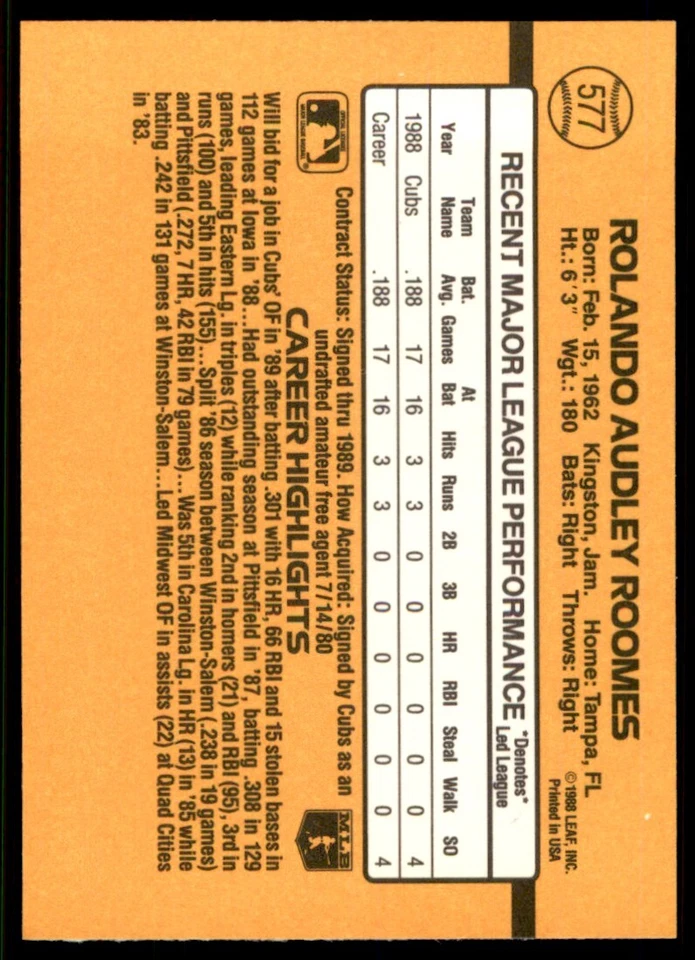 577
ROLANDO AUDLEY ROOMES
Born: Feb. 15, 1962 Kingston, Jam. Home: Tampa, FL
Ht.: 6'3" Wgt.: 180 Bats: Right Throws: Right
©1988 LEAF, INC.
Printed in USA
RECENT MAJOR LEAGUE PERFORMANCE *Denotes*
Led League
Year Team Name Bat. Avg. Games At Bat Hits Runs 2B 3B HR RBI Steal Walk SO
1988 Cubs .188 17 16 3 3 0 0 0 0 0 0 4
Career .188 17 16 3 3 0 0 0 0 0 0 4
OFFICIAL LICENSEE
MAJOR LEAGUE BASEBALL
Contract Status: Signed thru 1989. How Acquired: Signed by Cubs as an
undrafted amateur free agent 7/14/80
MLB
CAREER HIGHLIGHTS
Will bid for a job in Cubs' OF in '89 after batting .301 with 16 HR, 66 RBI and 15 stolen bases in
112 games at Iowa in '88...Had outstanding season at Pittsfield in '87, batting .308 in 129
games, leading Eastern Lg. in triples (12) while ranking 2nd in homers (21) and RBI (95), 3rd in
runs (100) and 5th in hits (155)...Split '86 season between Winston-Salem (.238 in 19 games)
and Pittsfield (.272, 7 HR, 42 RBI in 79 games)...Was 5th in Carolina Lg. in HR (13) in '85 while
batting .242 in 131 games at Winston-Salem...Led Midwest OF in assists (22) at Quad Cities
in '83.